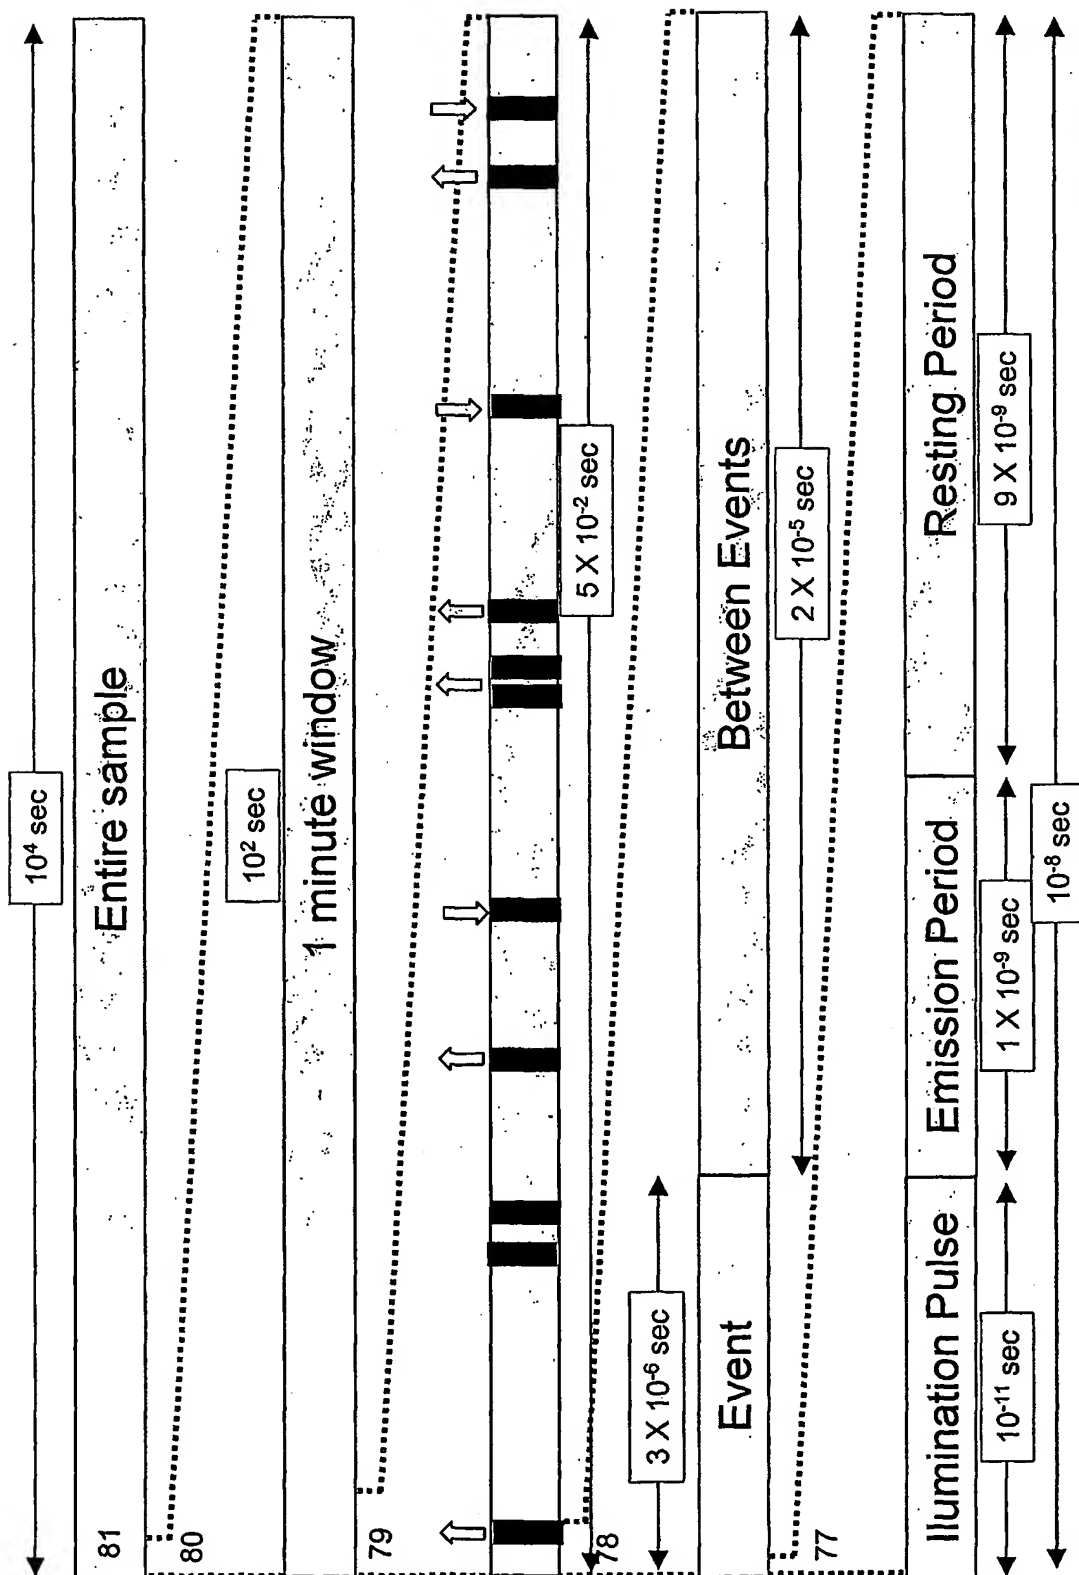 10⁴ sec
Entire sample
81
80
10² sec
1 minute window
79
5 X 10⁻² sec
78
3 X 10⁻⁶ sec
Event
Between Events
2 X 10⁻⁵ sec
77
Illumination Pulse
Emission Period
Resting Period
10⁻¹¹ sec
1 X 10⁻⁹ sec
9 X 10⁻⁹ sec
10⁻⁸ sec